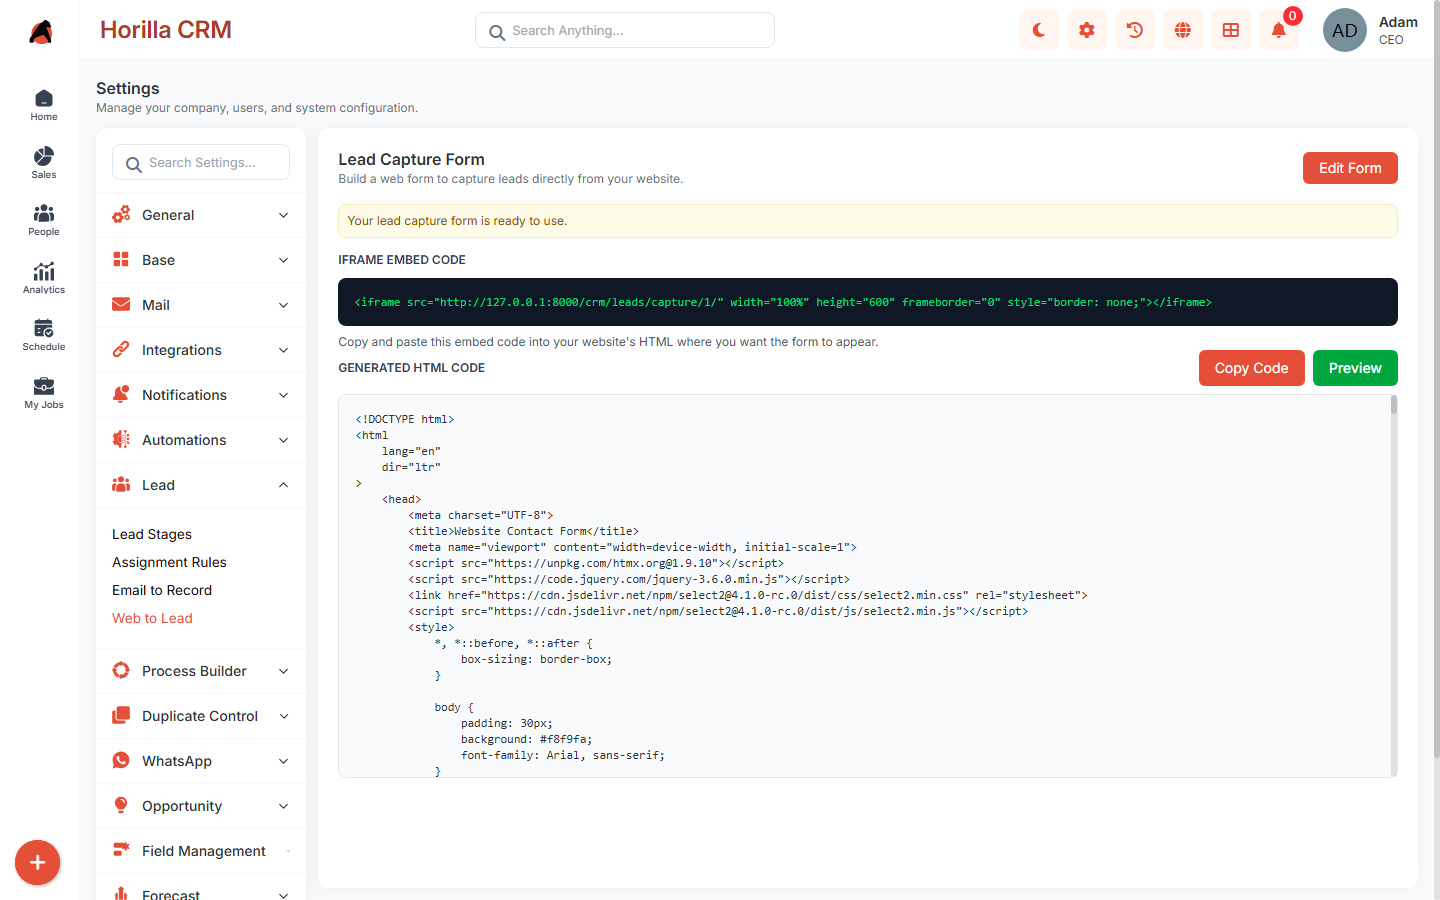 Horilla CRM
Search Anything...
0
AD
Adam
CEO
Home
Sales
People
Analytics
Schedule
My Jobs
Settings
Manage your company, users, and system configuration.
Search Settings...
General
Base
Mail
Integrations
Notifications
Automations
Lead
Lead Stages
Assignment Rules
Email to Record
Web to Lead
Process Builder
Duplicate Control
WhatsApp
Opportunity
Field Management
Forecast
Lead Capture Form
Build a web form to capture leads directly from your website.
Edit Form
Your lead capture form is ready to use.
IFRAME EMBED CODE
<iframe src="http://127.0.0.1:8000/crm/leads/capture/1/" width="100%" height="600" frameborder="0" style="border: none;"></iframe>
Copy and paste this embed code into your website's HTML where you want the form to appear.
GENERATED HTML CODE
Copy Code
Preview
<!DOCTYPE html>
<html
    lang="en"
    dir="ltr"
>
    <head>
        <meta charset="UTF-8">
        <title>Website Contact Form</title>
        <meta name="viewport" content="width=device-width, initial-scale=1">
        <script src="https://unpkg.com/htmx.org@1.9.10"></script>
        <script src="https://code.jquery.com/jquery-3.6.0.min.js"></script>
        <link href="https://cdn.jsdelivr.net/npm/select2@4.1.0-rc.0/dist/css/select2.min.css" rel="stylesheet">
        <script src="https://cdn.jsdelivr.net/npm/select2@4.1.0-rc.0/dist/js/select2.min.js"></script>
        <style>
            *, *::before, *::after {
                box-sizing: border-box;
            }

            body {
                padding: 30px;
                background: #f8f9fa;
                font-family: Arial, sans-serif;
            }